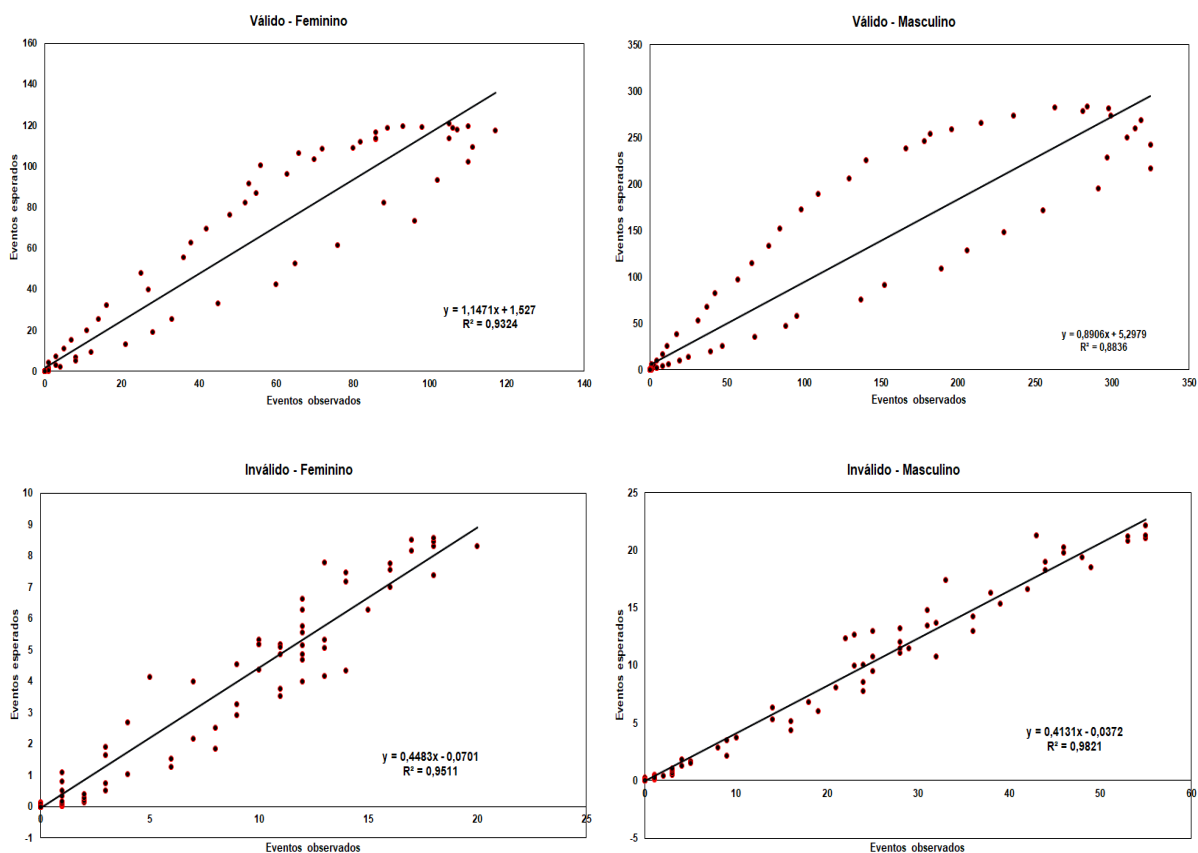 Válido - Feminino
160
140
120
100
80
60
40
20
0
0 20 40 60 80 100 120 140
Eventos esperados
Eventos observados
y = 1,1471x + 1,527
R² = 0,9324
Válido - Masculino
350
300
250
200
150
100
50
0
0 50 100 150 200 250 300 350
Eventos esperados
Eventos observados
y = 0,8906x + 5,2979
R² = 0,8836
Inválido - Feminino
10
9
8
7
6
5
4
3
2
1
0
-1
0 5 10 15 20 25
Eventos esperados
Eventos observados
y = 0,4483x - 0,0701
R² = 0,9511
Inválido - Masculino
25
20
15
10
5
0
-5
0 10 20 30 40 50 60
Eventos esperados
Eventos observados
y = 0,4131x - 0,0372
R² = 0,9821